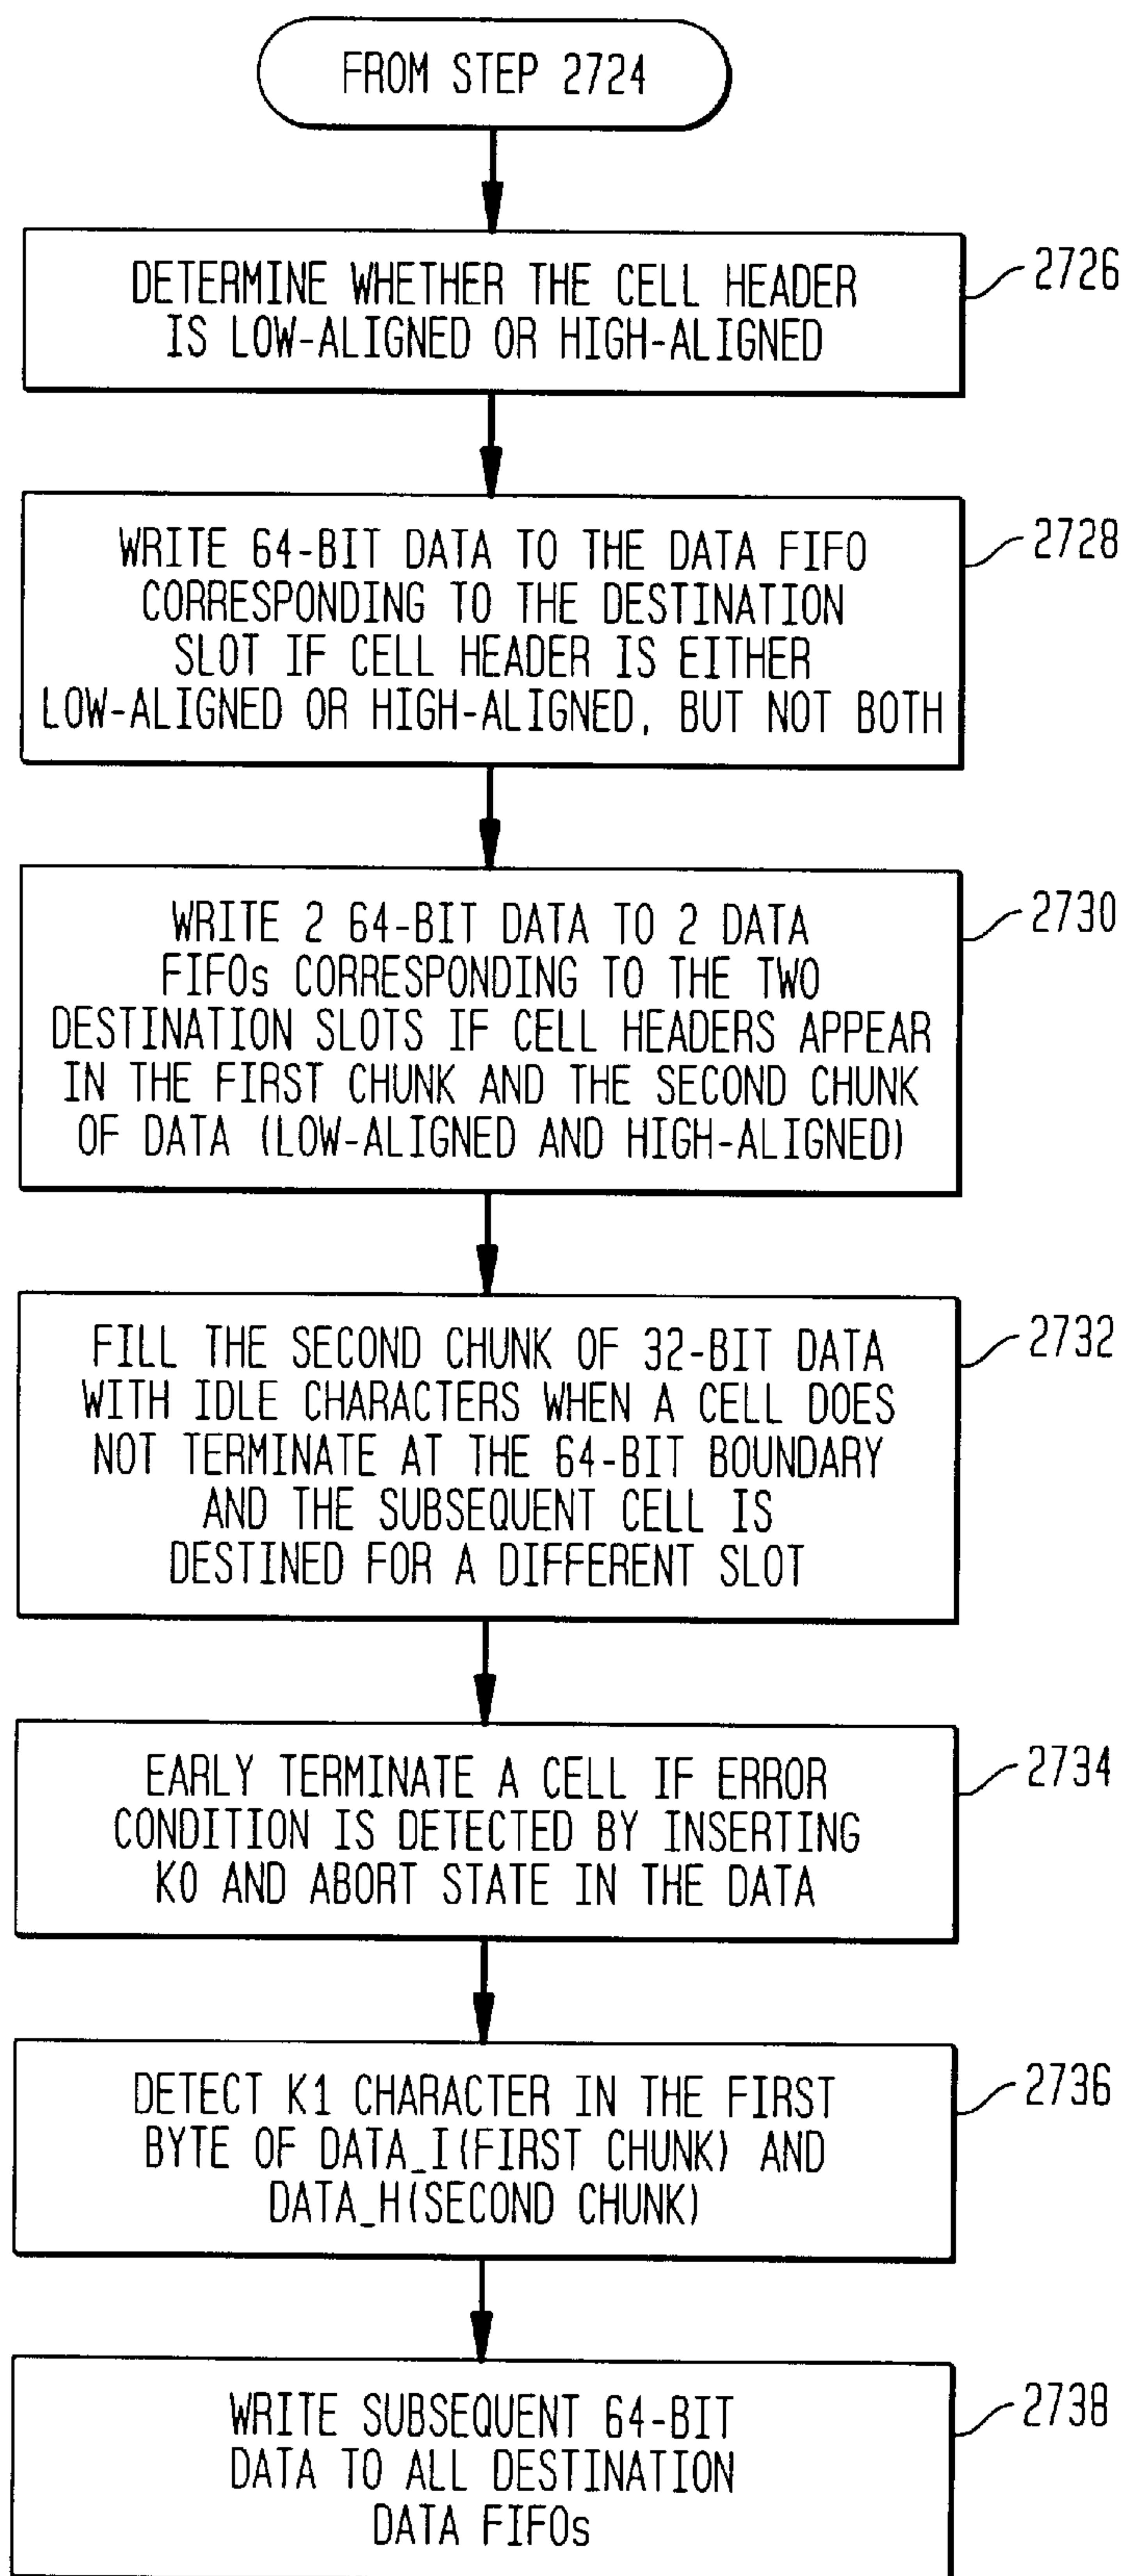 FROM STEP 2724
DETERMINE WHETHER THE CELL HEADER
IS LOW-ALIGNED OR HIGH-ALIGNED
2726
WRITE 64-BIT DATA TO THE DATA FIFO
CORRESPONDING TO THE DESTINATION
SLOT IF CELL HEADER IS EITHER
LOW-ALIGNED OR HIGH-ALIGNED, BUT NOT BOTH
2728
WRITE 2 64-BIT DATA TO 2 DATA
FIFOs CORRESPONDING TO THE TWO
DESTINATION SLOTS IF CELL HEADERS APPEAR
IN THE FIRST CHUNK AND THE SECOND CHUNK
OF DATA (LOW-ALIGNED AND HIGH-ALIGNED)
2730
FILL THE SECOND CHUNK OF 32-BIT DATA
WITH IDLE CHARACTERS WHEN A CELL DOES
NOT TERMINATE AT THE 64-BIT BOUNDARY
AND THE SUBSEQUENT CELL IS
DESTINED FOR A DIFFERENT SLOT
2732
EARLY TERMINATE A CELL IF ERROR
CONDITION IS DETECTED BY INSERTING
K0 AND ABORT STATE IN THE DATA
2734
DETECT K1 CHARACTER IN THE FIRST
BYTE OF DATA_I(FIRST CHUNK) AND
DATA_H(SECOND CHUNK)
2736
WRITE SUBSEQUENT 64-BIT
DATA TO ALL DESTINATION
DATA FIFOs
2738